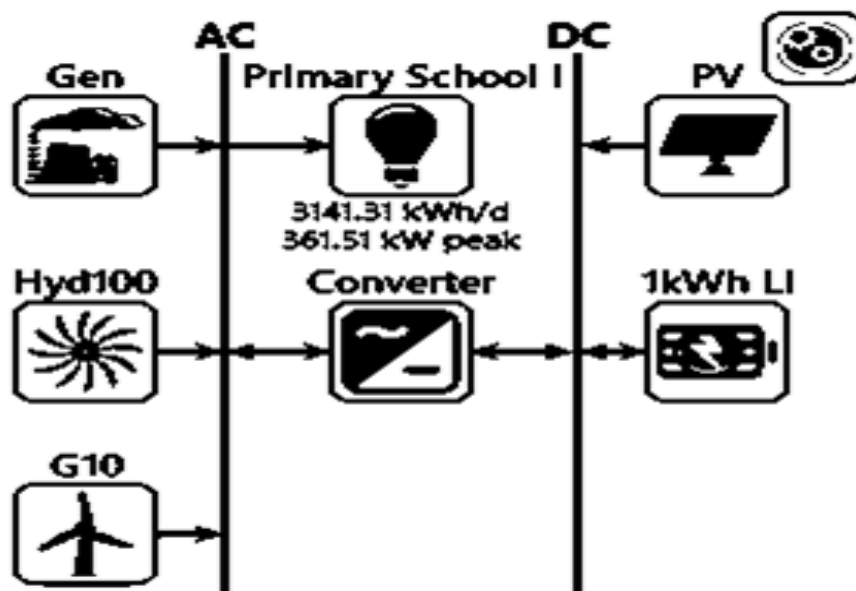 AC DC
Gen Primary School I PV
3141.31 kWh/d
361.51 kW peak
Hyd100 Converter 1kWh LI
G10